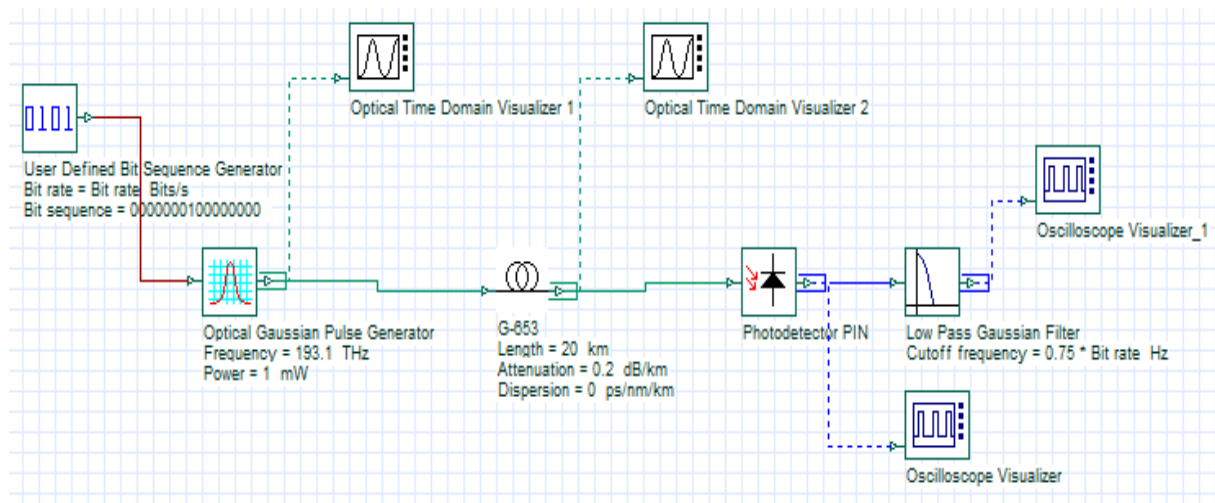 Optical Time Domain Visualizer 1
Optical Time Domain Visualizer 2
0101
User Defined Bit Sequence Generator
Bit rate = Bit rate Bits/s
Bit sequence = 0000000100000000
Oscilloscope Visualizer_1
Optical Gaussian Pulse Generator
Frequency = 193.1 THz
Power = 1 mW
G-653
Length = 20 km
Attenuation = 0.2 dB/km
Dispersion = 0 ps/nm/km
Photodetector PIN
Low Pass Gaussian Filter
Cutoff frequency = 0.75 * Bit rate Hz
Oscilloscope Visualizer